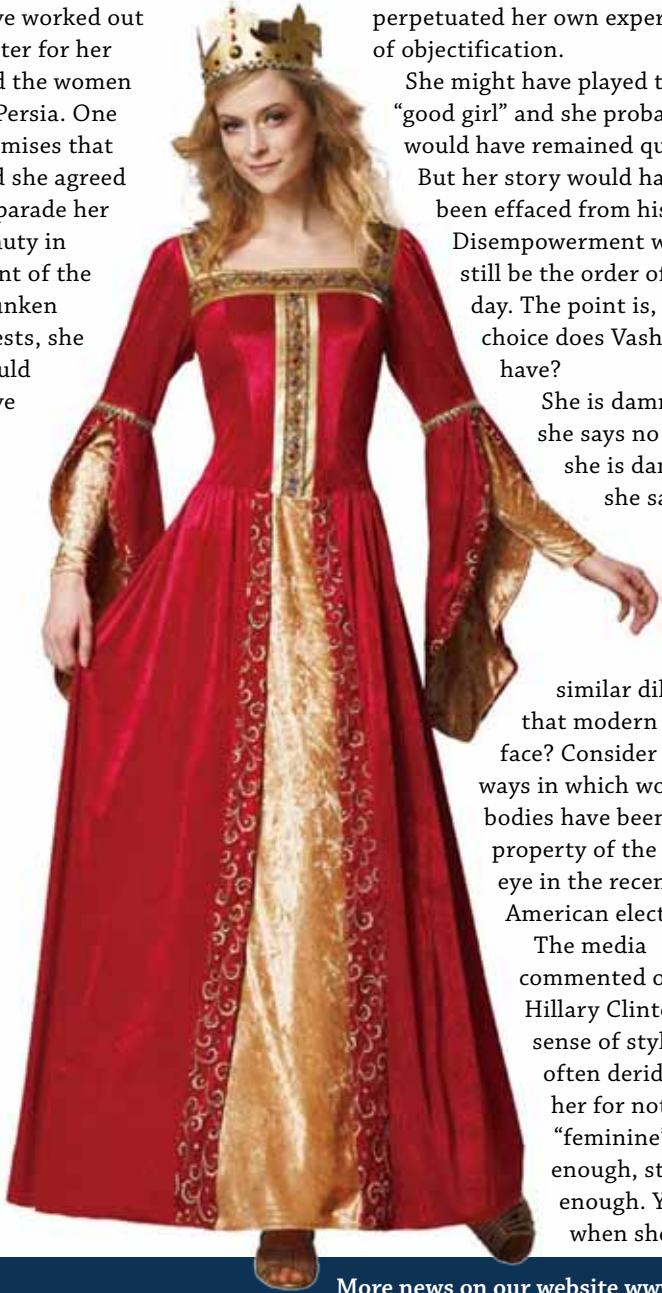 ve worked out
ter for her
d the women
Persia. One
mises that
d she agreed
parade her
uty in
nt of the
unken
ests, she
uld
ve
perpetuated her own exper
of objectification.
She might have played t
“good girl” and she proba
would have remained qu
But her story would ha
been effaced from his
Disempowerment w
still be the order of
day. The point is,
choice does Vash
have?
She is damn
she says no
she is dam
she sa
similar dil
that modern
face? Consider
ways in which wo
bodies have been
property of the
eye in the recen
American elect
The media
commented o
Hillary Clinto
sense of styl
often derid
her for not
“feminine”
enough, st
enough. Y
when she
More news on our website ww